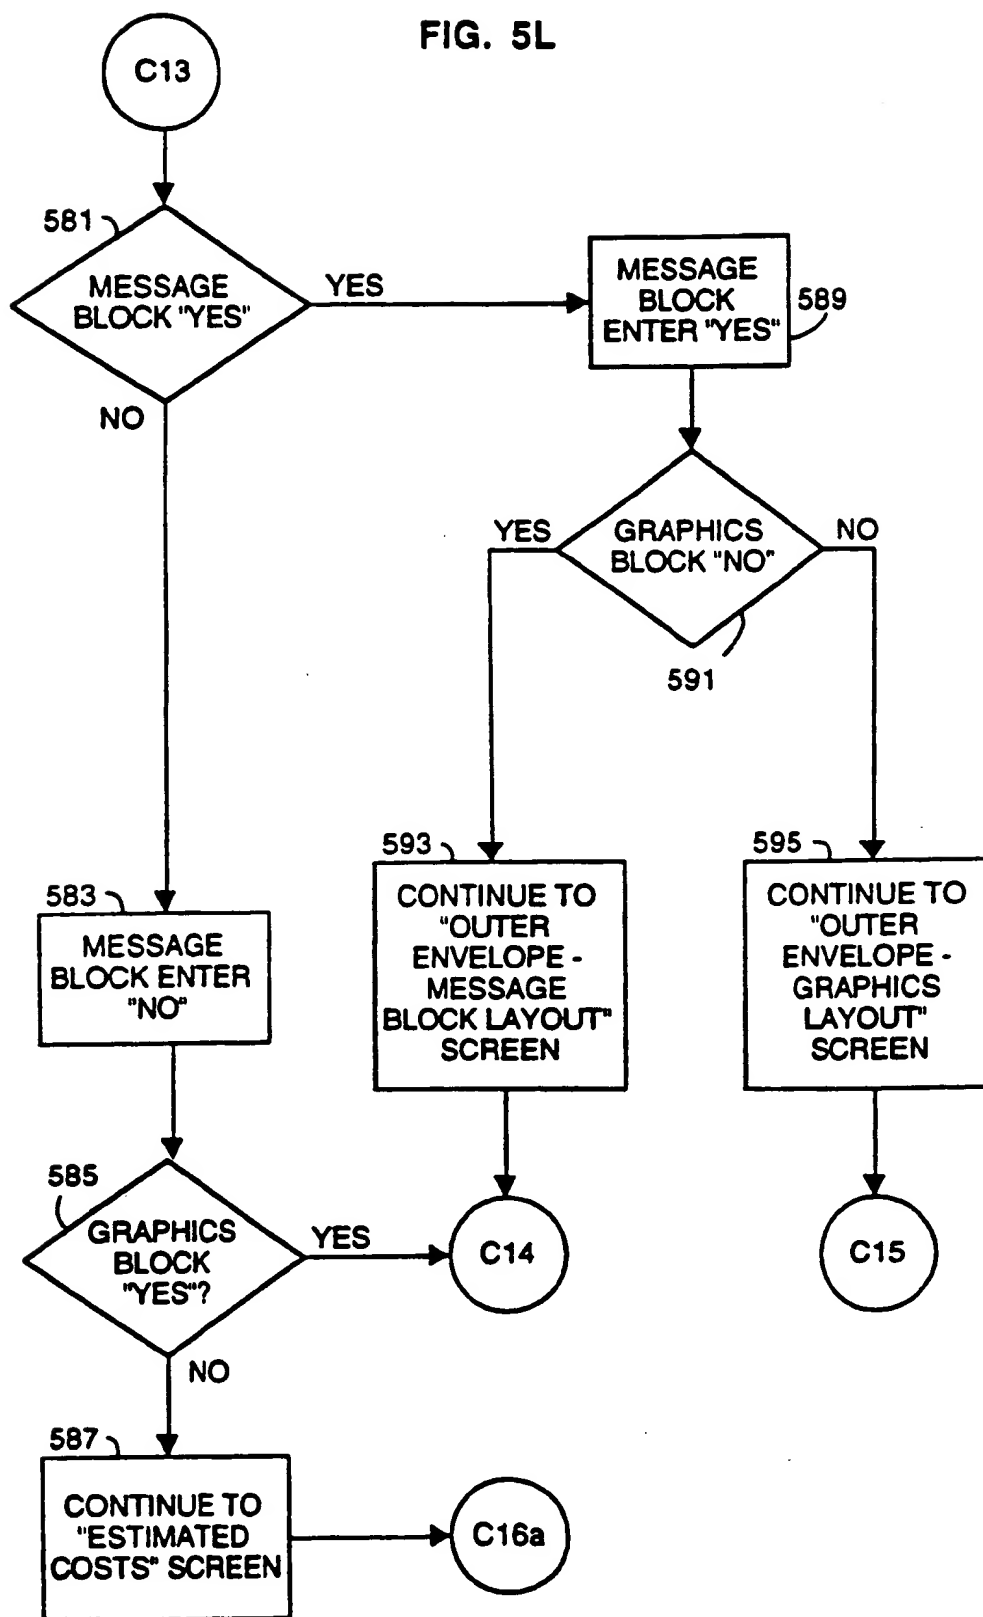 FIG. 5L
C13
581
MESSAGE
BLOCK "YES"
YES
NO
MESSAGE
BLOCK
ENTER "YES"
589
GRAPHICS
BLOCK "NO"
YES
NO
591
583
MESSAGE
BLOCK ENTER
"NO"
593
CONTINUE TO
"OUTER
ENVELOPE -
MESSAGE
BLOCK LAYOUT"
SCREEN
595
CONTINUE TO
"OUTER
ENVELOPE -
GRAPHICS
LAYOUT"
SCREEN
585
GRAPHICS
BLOCK
"YES"?
YES
NO
C14
C15
587
CONTINUE TO
"ESTIMATED
COSTS" SCREEN
C16a